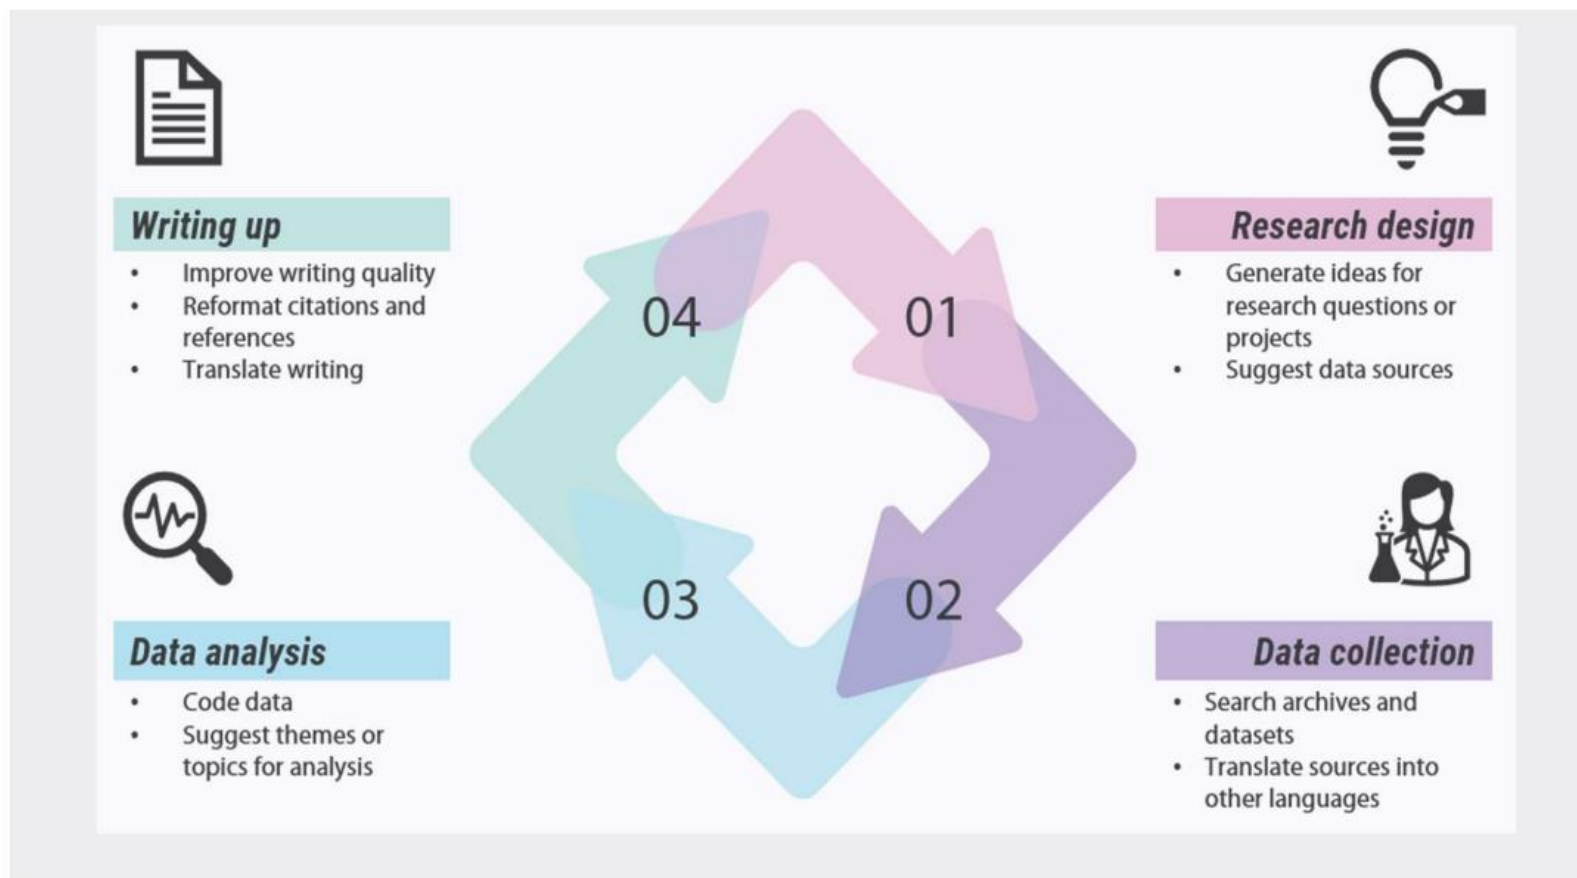 Writing up
• Improve writing quality
• Reformat citations and
references
• Translate writing
04
01
Research design
• Generate ideas for
research questions or
projects
• Suggest data sources
03
02
Data analysis
• Code data
• Suggest themes or
topics for analysis
Data collection
• Search archives and
datasets
• Translate sources into
other languages